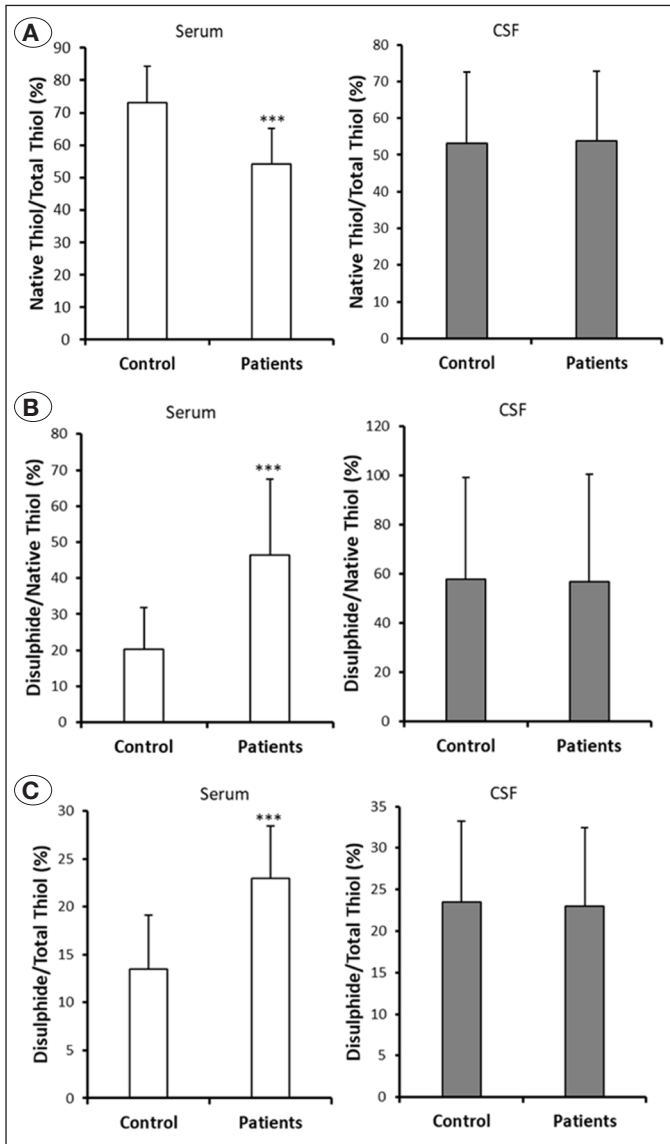 A
Serum
Native Thiol/Total Thiol (%)
90
80
70
60
50
40
30
20
10
0
***
Control Patients
CSF
Native Thiol/Total Thiol (%)
80
70
60
50
40
30
20
10
0
Control Patients
B
Serum
Disulphide/Native Thiol (%)
80
70
60
50
40
30
20
10
0
***
Control Patients
CSF
Disulphide/Native Thiol (%)
120
100
80
60
40
20
0
Control Patients
C
Serum
Disulphide/Total Thiol (%)
30
25
20
15
10
5
0
***
Control Patients
CSF
Disulphide/Total Thiol (%)
35
30
25
20
15
10
5
0
Control Patients